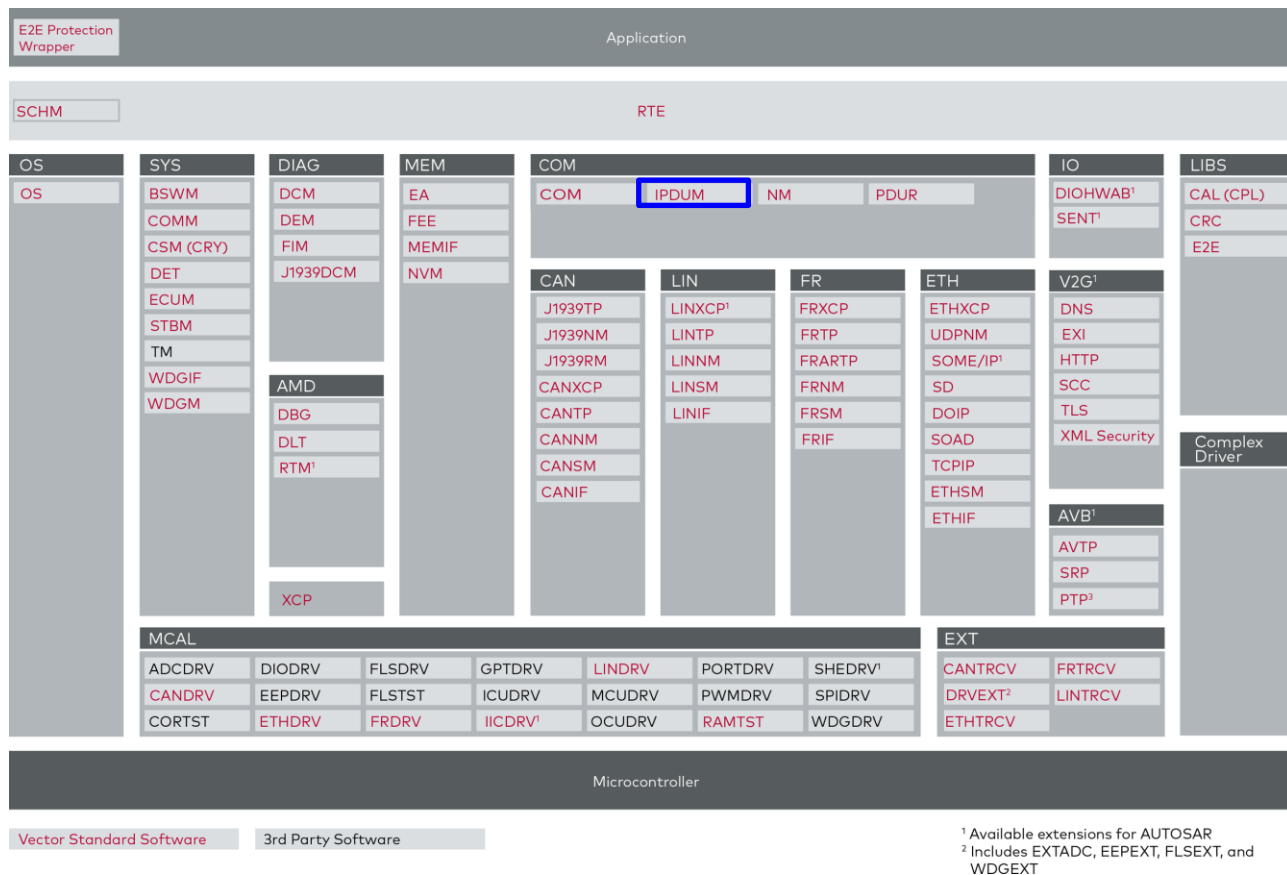 E2E Protection
Wrapper
Application
SCHM
RTE
OS
OS
SYS
BSWM
COMM
CSM (CRY)
DET
ECUM
STBM
TM
WDGIF
WDGM
DIAG
DCM
DEM
FIM
J1939DCM
AMD
DBG
DLT
RTM¹
XCP
MEM
EA
FEE
MEMIF
NVM
COM
COM
IPDUM
NM
PDUR
CAN
J1939TP
J1939NM
J1939RM
CANXCP
CANTP
CANNM
CANSM
CANIF
LIN
LINXCP¹
LINTP
LINNM
LINSM
LINIF
FR
FRXCP
FRTP
FRARTP
FRNM
FRSM
FRIF
ETH
ETHXCP
UDPNM
SOME/IP¹
SD
DOIP
SOAD
TCPIP
ETHSM
ETHIF
IO
DIOHWAB¹
SENT¹
V2G¹
DNS
EXI
HTTP
SCC
TLS
XML Security
AVB¹
AVTP
SRP
PTP³
LIBS
CAL (CPL)
CRC
E2E
Complex
Driver
MCAL
ADCDRV DIODRV FLSDRV GPTDRV LINDRV PORTDRV SHEDRV¹
CANDRV EEPDRV FLSTST ICUDRV MCUDRV PWMDRV SPIDRV
CORTST ETHDRV FRDRV IICDRV¹ OCUDRV RAMTST WDGDRV
EXT
CANTRCV FRTRCV
DRVEXT² LINTRCV
ETHTRCV
Microcontroller
Vector Standard Software
3rd Party Software
¹ Available extensions for AUTOSAR
² Includes EXTADC, EEPEXT, FLSEXT, and
WDGEXT